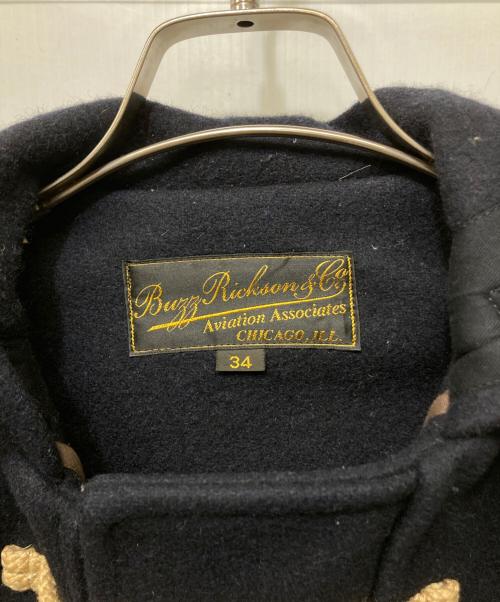 Buzz Rickson & Co.
Aviation Associates
CHICAGO, ILL.
34